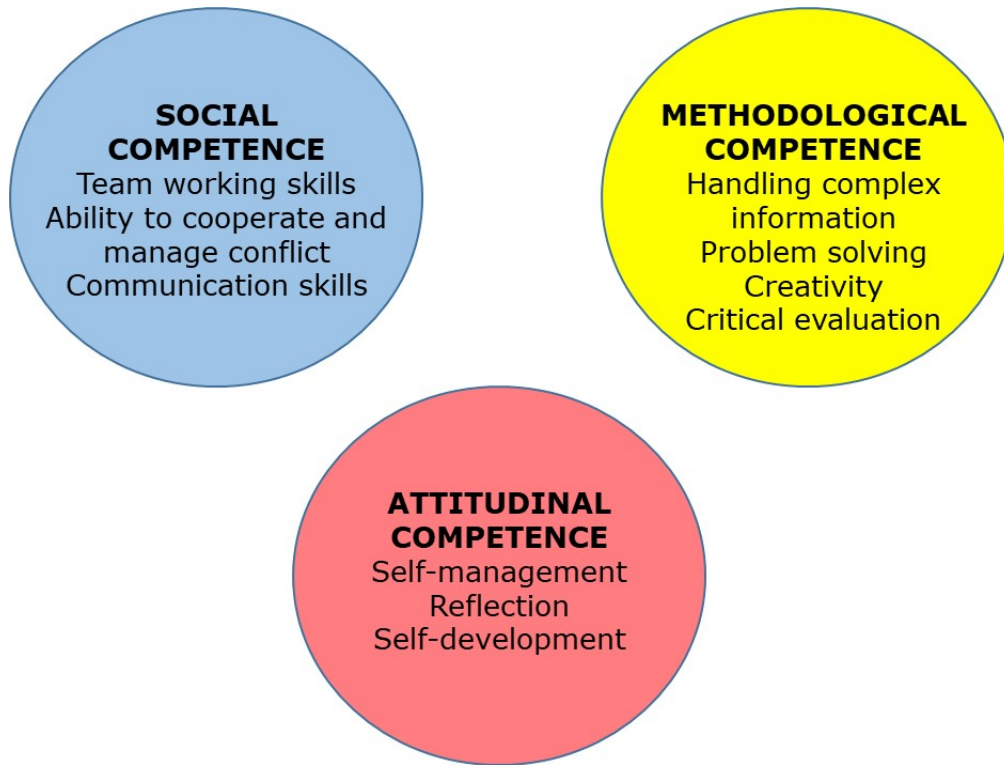 SOCIAL
COMPETENCE
Team working skills
Ability to cooperate and
manage conflict
Communication skills
METHODOLOGICAL
COMPETENCE
Handling complex
information
Problem solving
Creativity
Critical evaluation
ATTITUDINAL
COMPETENCE
Self-management
Reflection
Self-development